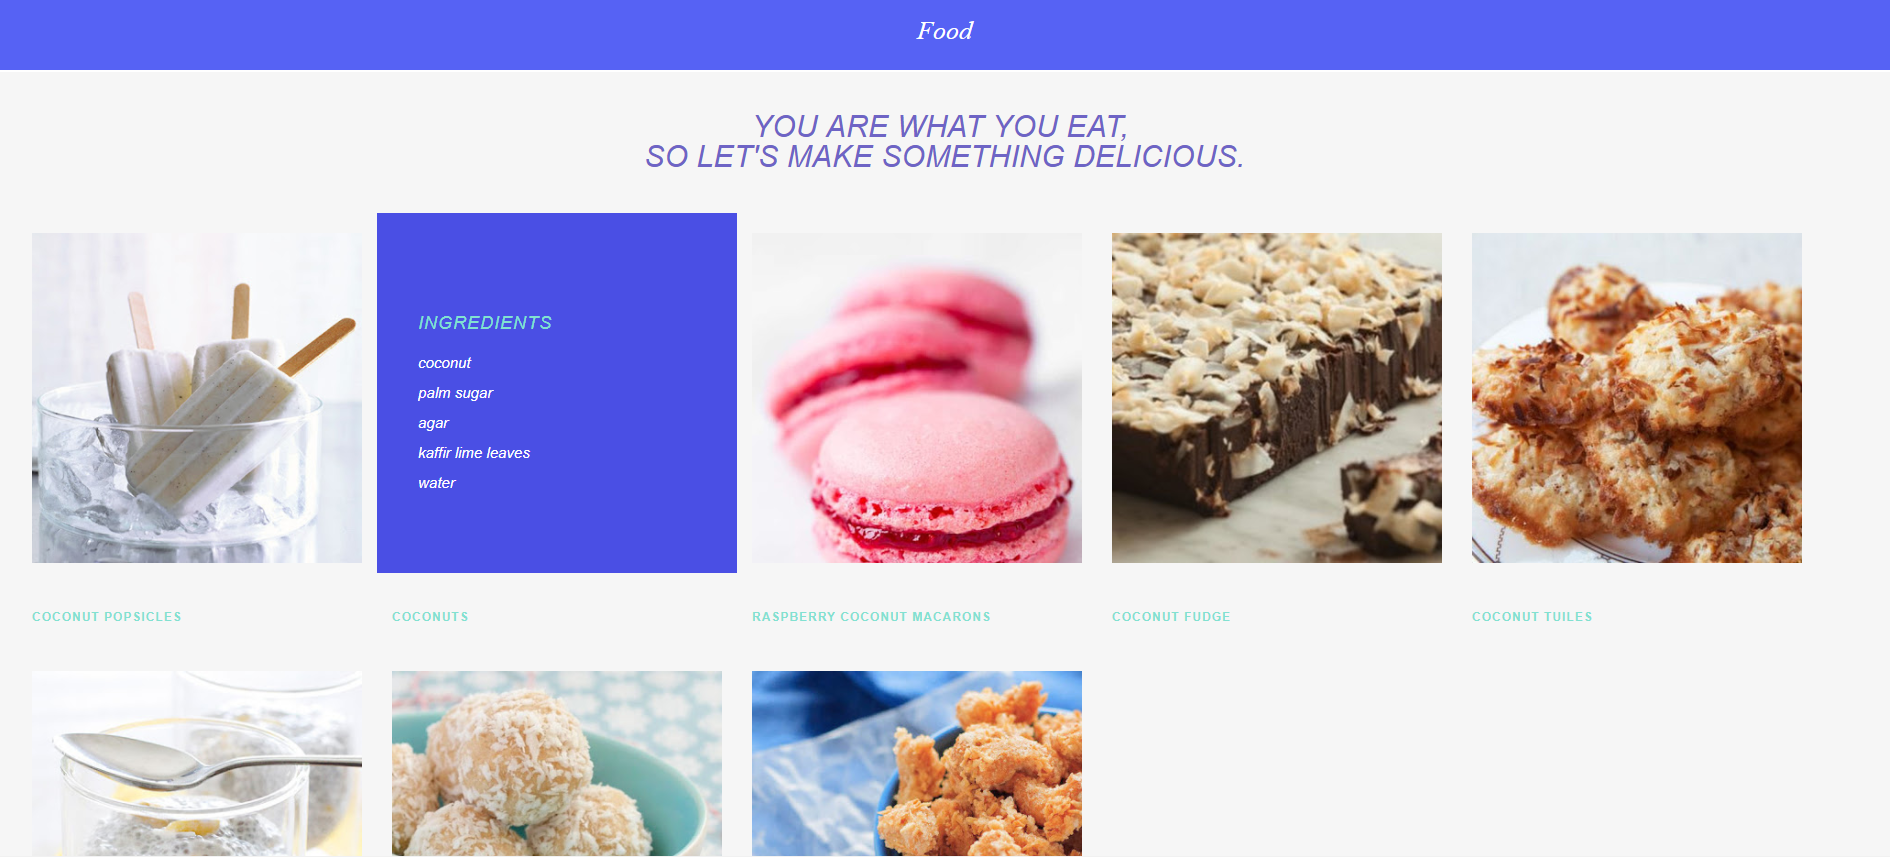 Food
YOU ARE WHAT YOU EAT,
SO LET'S MAKE SOMETHING DELICIOUS.
INGREDIENTS
coconut
palm sugar
agar
kaffir lime leaves
water
COCONUT POPSICLES
COCONUTS
RASPBERRY COCONUT MACARONS
COCONUT FUDGE
COCONUT TUILES